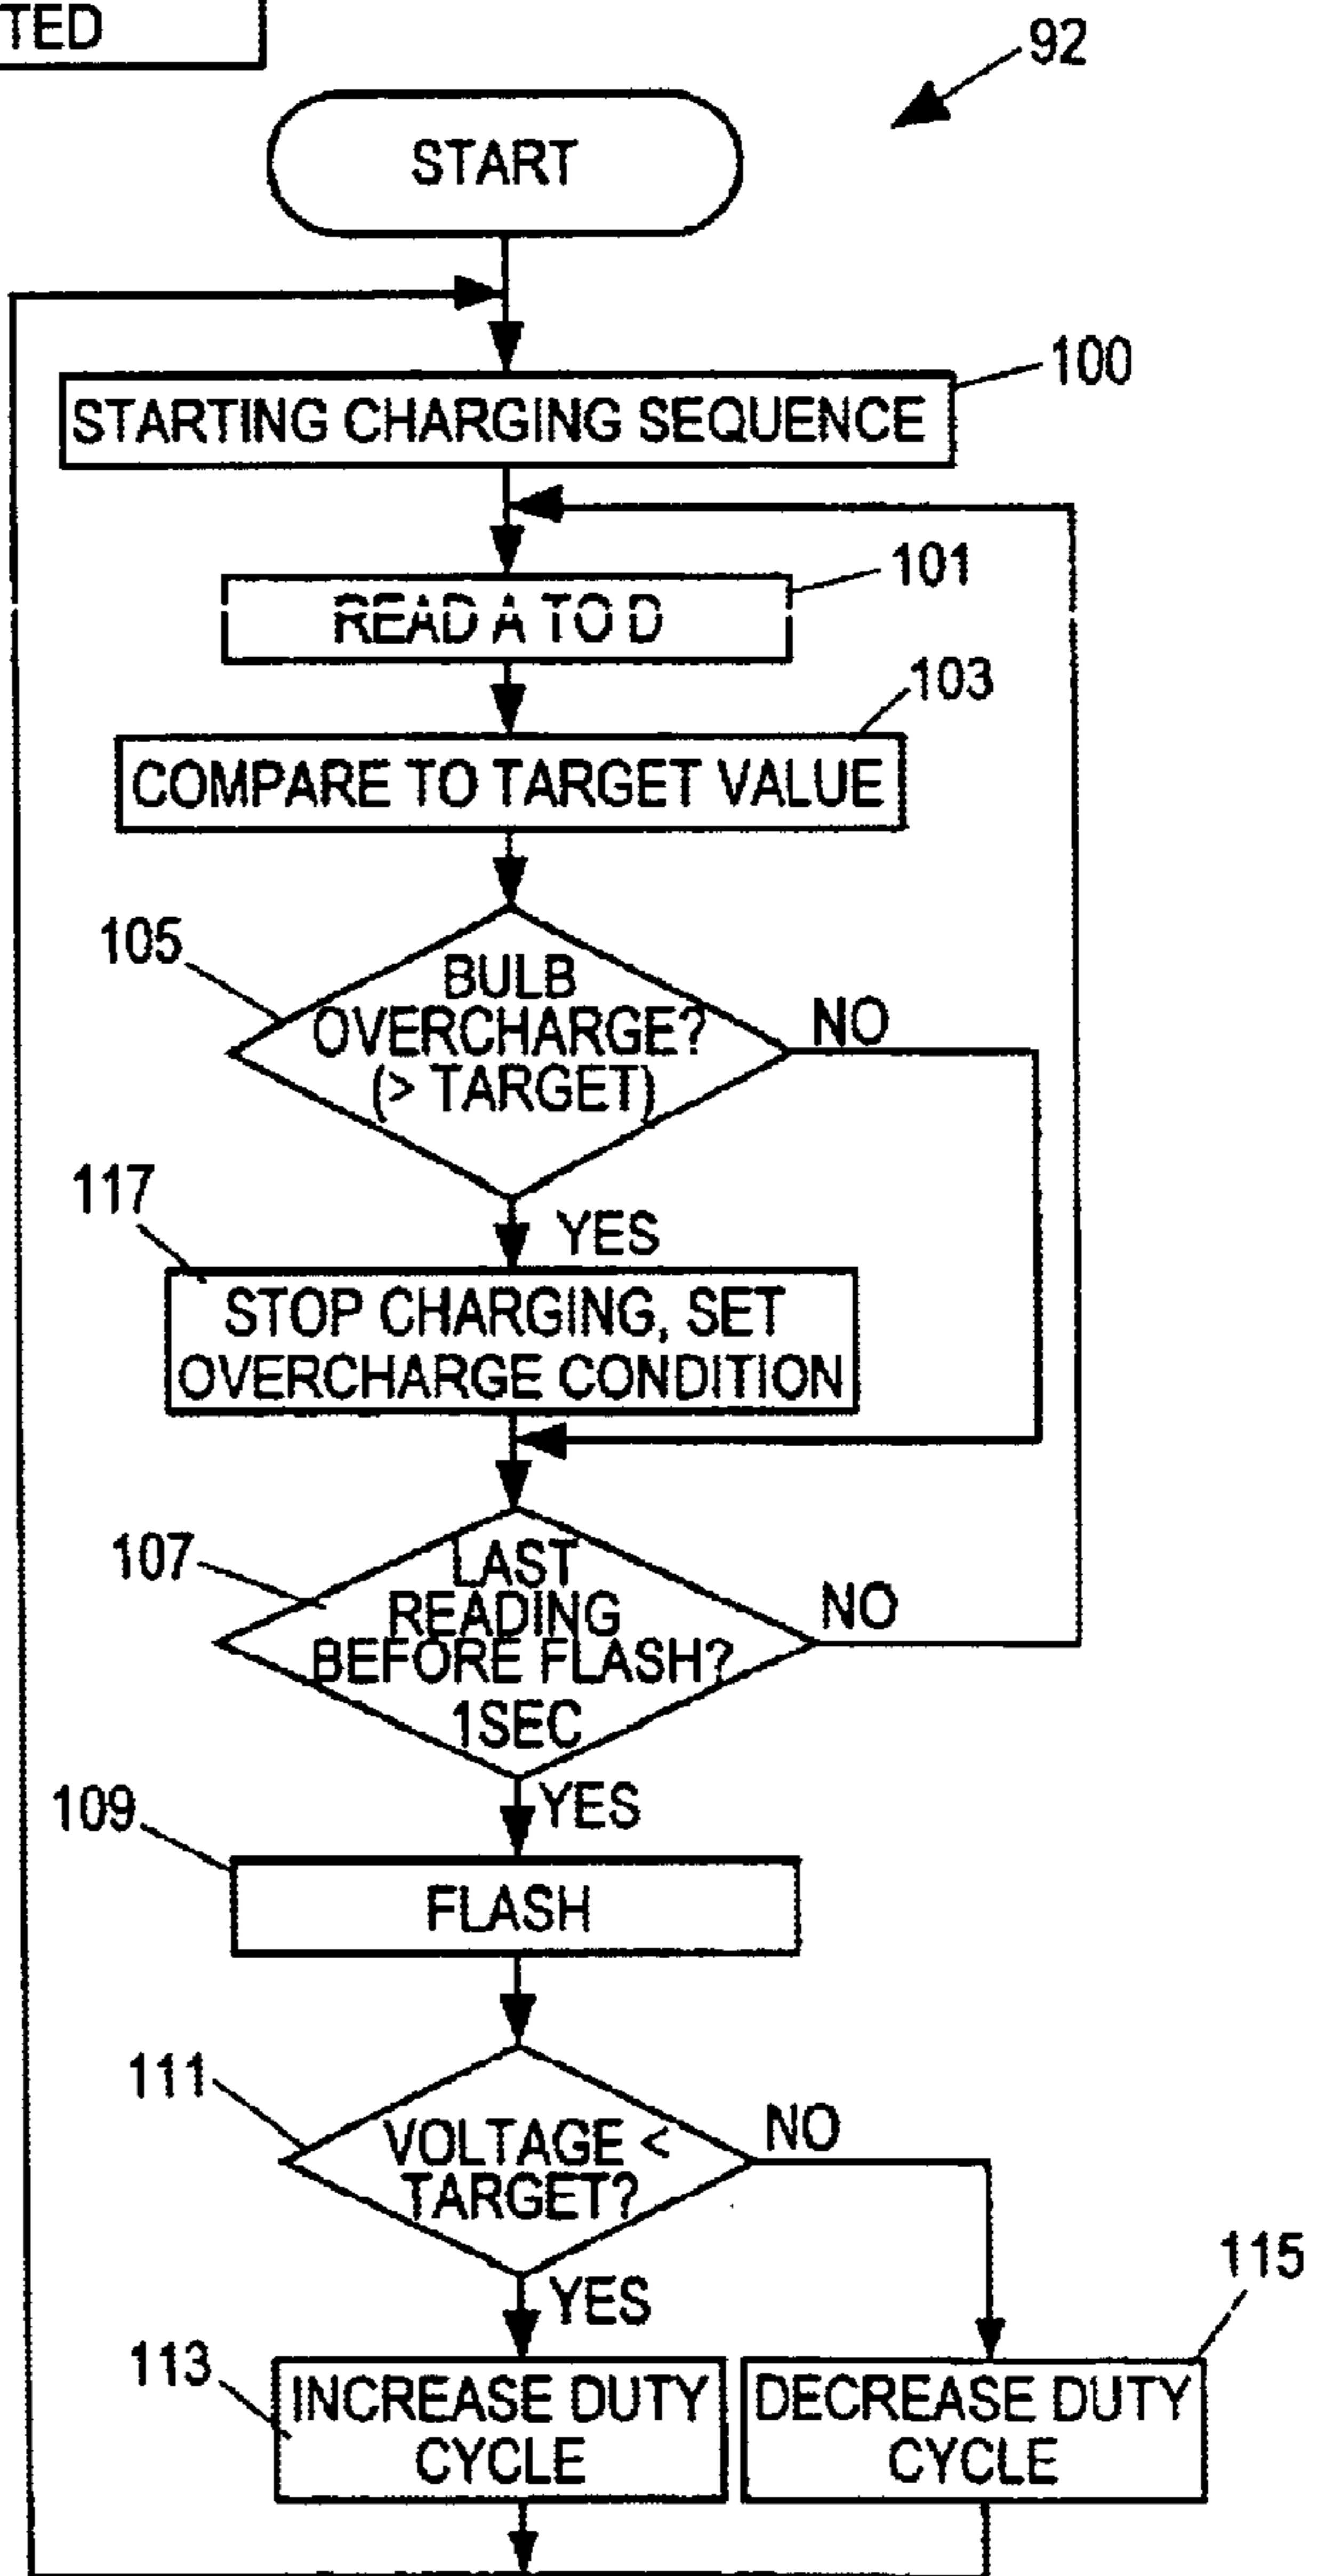 TED
92
START
100
STARTING CHARGING SEQUENCE
101
READ A TO D
103
COMPARE TO TARGET VALUE
105
BULB
OVERCHARGE?
(> TARGET)
NO
117
YES
STOP CHARGING, SET
OVERCHARGE CONDITION
107
LAST
READING
BEFORE FLASH?
1SEC
NO
YES
109
FLASH
111
VOLTAGE <
TARGET?
NO
YES
113
115
INCREASE DUTY
CYCLE
DECREASE DUTY
CYCLE